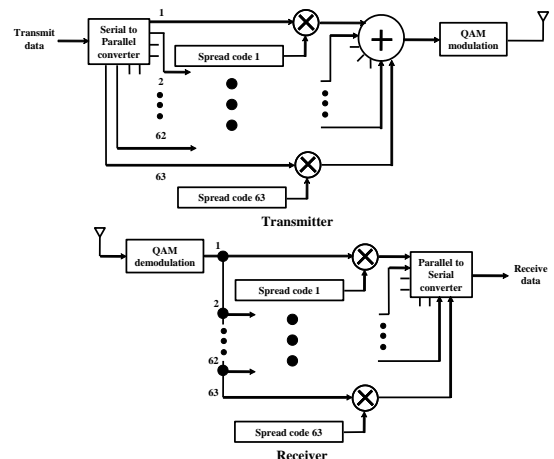 Transmit
data
Serial to
Parallel
converter
1
Spread code 1
2
62
63
Spread code 63
+
QAM
modulation
Transmitter
QAM
demodulation
1
Spread code 1
2
62
63
Spread code 63
Parallel to
Serial
converter
Receive
data
Receiver